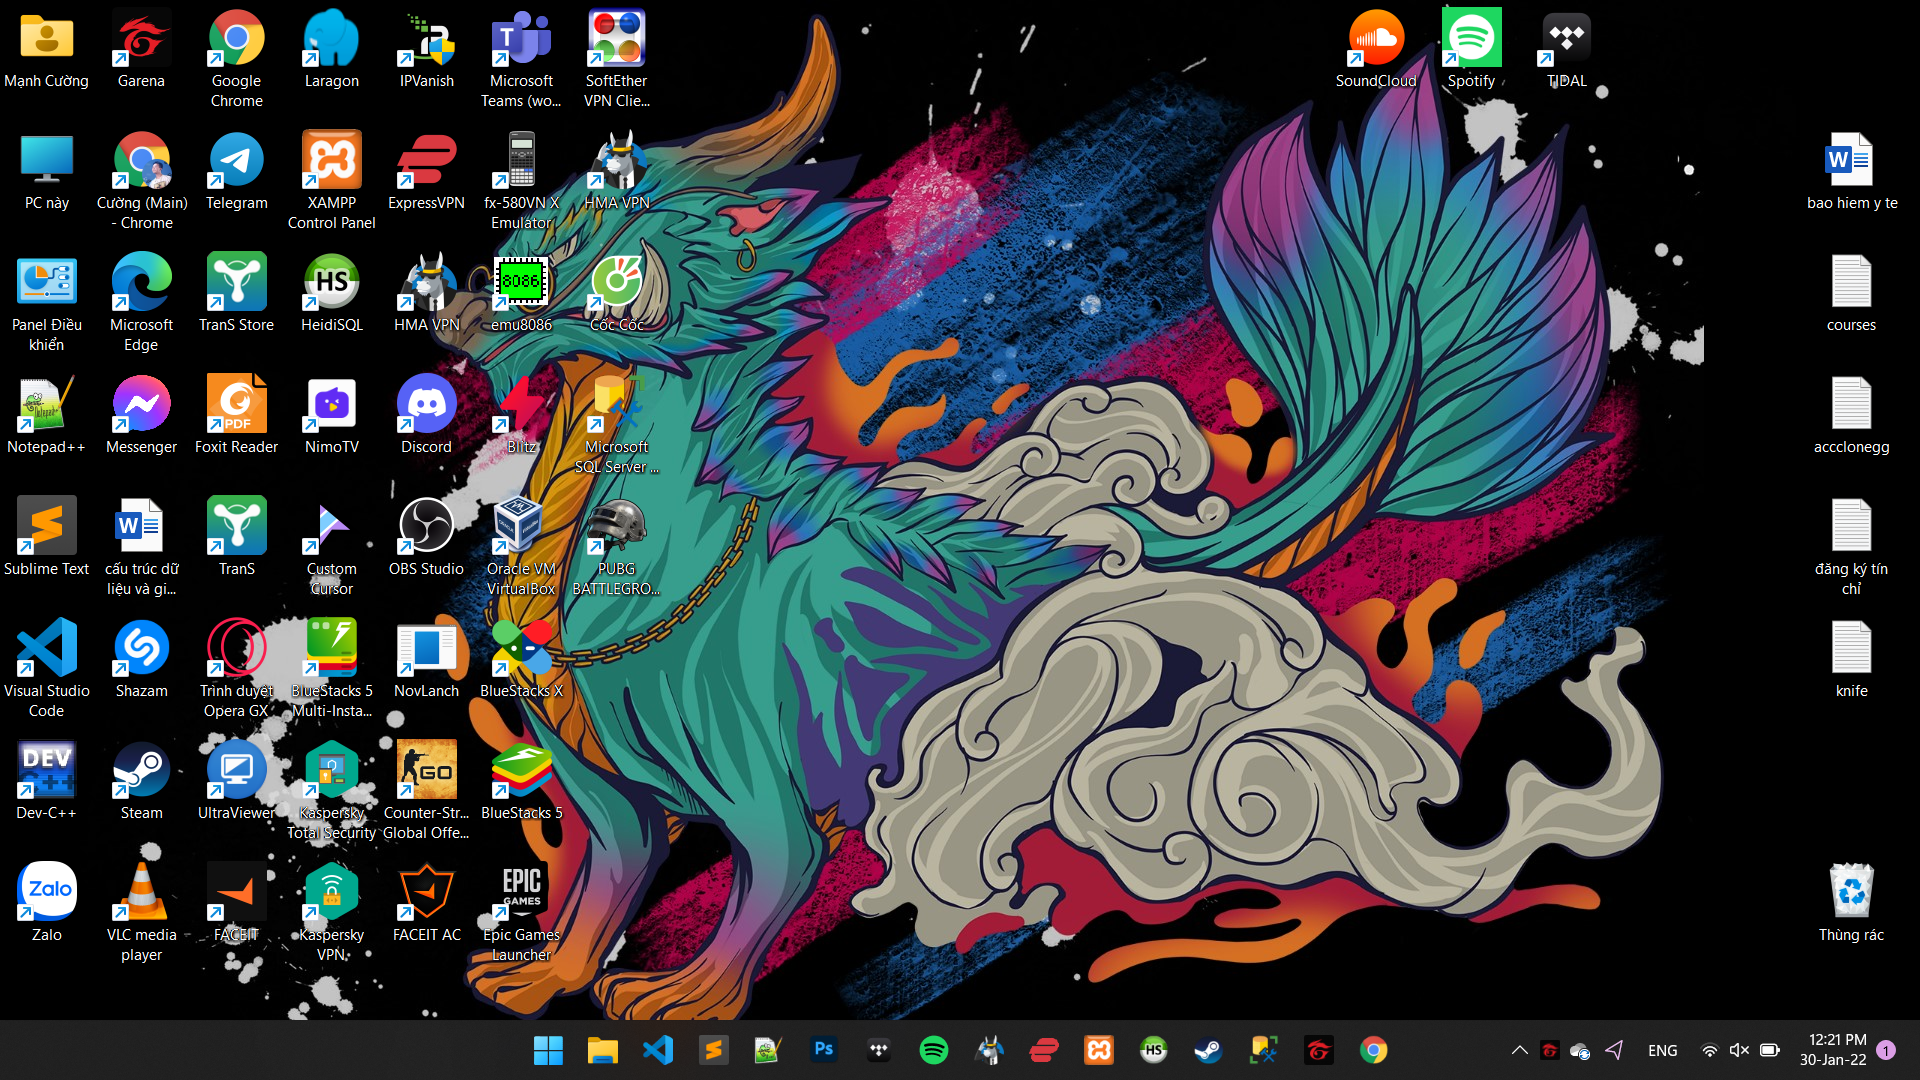 Mạnh Cường
Garena
Google
Chrome
Laragon
IPVanish
Microsoft
Teams (wo...
SoftEther
VPN Clie...
SoundCloud
Spotify
TIDAL
PC này
Cường (Main)
- Chrome
Telegram
XAMPP
Control Panel
ExpressVPN
fx-580VN X
Emulator
HMA VPN
bao hiem y te
Panel Điều
khiển
Microsoft
Edge
TranS Store
HS
HeidiSQL
HMA VPN
8086
emu8086
Cốc Cốc
courses
Notepad++
Messenger
PDF
Foxit Reader
NimoTV
Discord
Blitz
Microsoft
SQL Server ...
accclonegg
Sublime Text
W
cấu trúc dữ
liệu và gi...
TranS
Custom
Cursor
OBS Studio
Oracle VM
VirtualBox
PUBG
BATTLEGRO...
đăng ký tín
chỉ
Visual Studio
Code
Shazam
Trình duyệt
Opera GX
BlueStacks 5
Multi-Insta...
NovLanch
BlueStacks X
knife
DEV
C++
Dev-C++
Steam
UltraViewer
Kaspersky
Total Security
GO
Counter-Str...
Global Offe...
BlueStacks 5
Zalo
Zalo
VLC media
player
FACEIT
Kaspersky
VPN
FACEIT AC
EPIC
GAMES
Epic Games
Launcher
Thùng rác
Ps
HS
ENG
12:21 PM
30-Jan-22
1